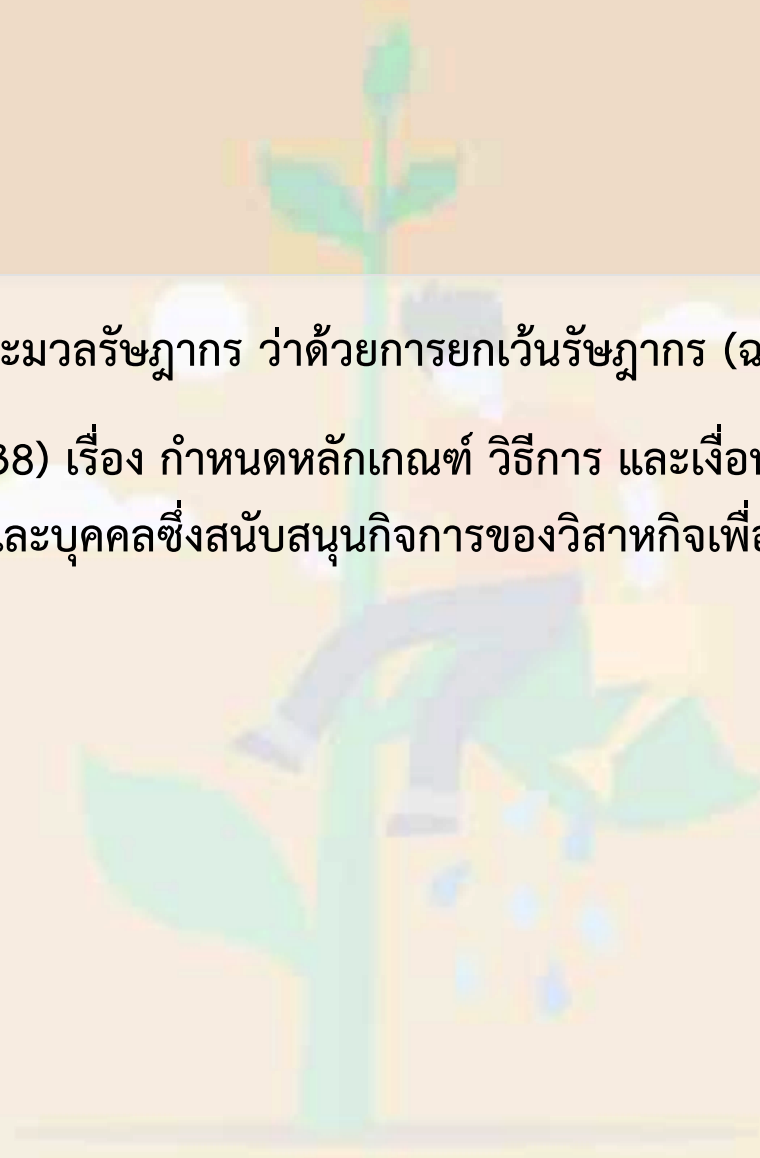 ะมวลรัษฎากร ว่าด้วยการยกเว้นรัษฎากร (ฉ
38) เรื่อง กำหนดหลักเกณฑ์ วิธีการ และเงื่อน
และบุคคลซึ่งสนับสนุนกิจการของวิสาหกิจเพื่อ